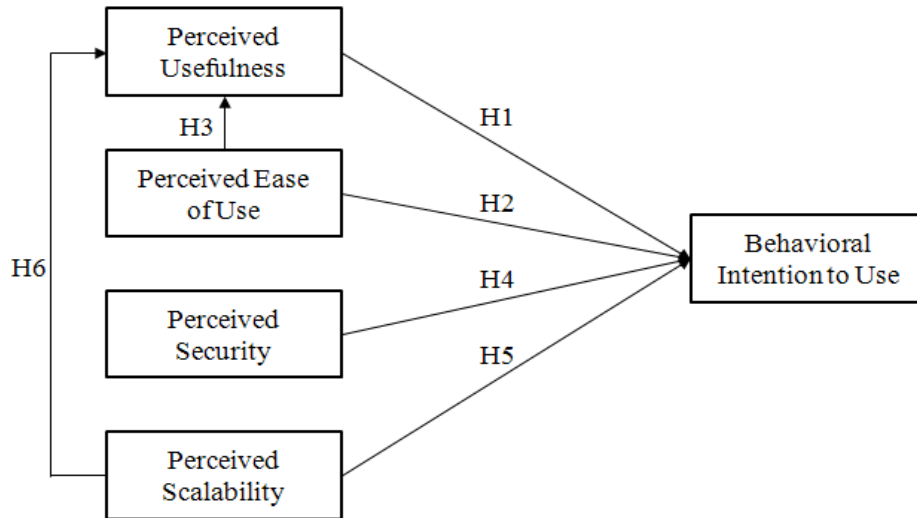 Perceived
Usefulness
H1
H3
Perceived Ease
of Use
H2
Behavioral
Intention to Use
H6
H4
Perceived
Security
H5
Perceived
Scalability